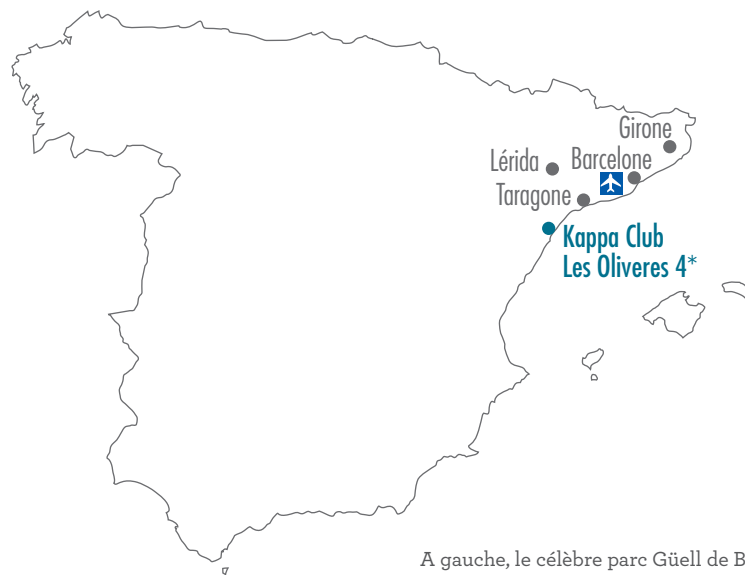 Girone
Lérida
Barcelone
Taragone
Kappa Club
Les Oliveres 4*
A gauche, le célèbre parc Güell de B